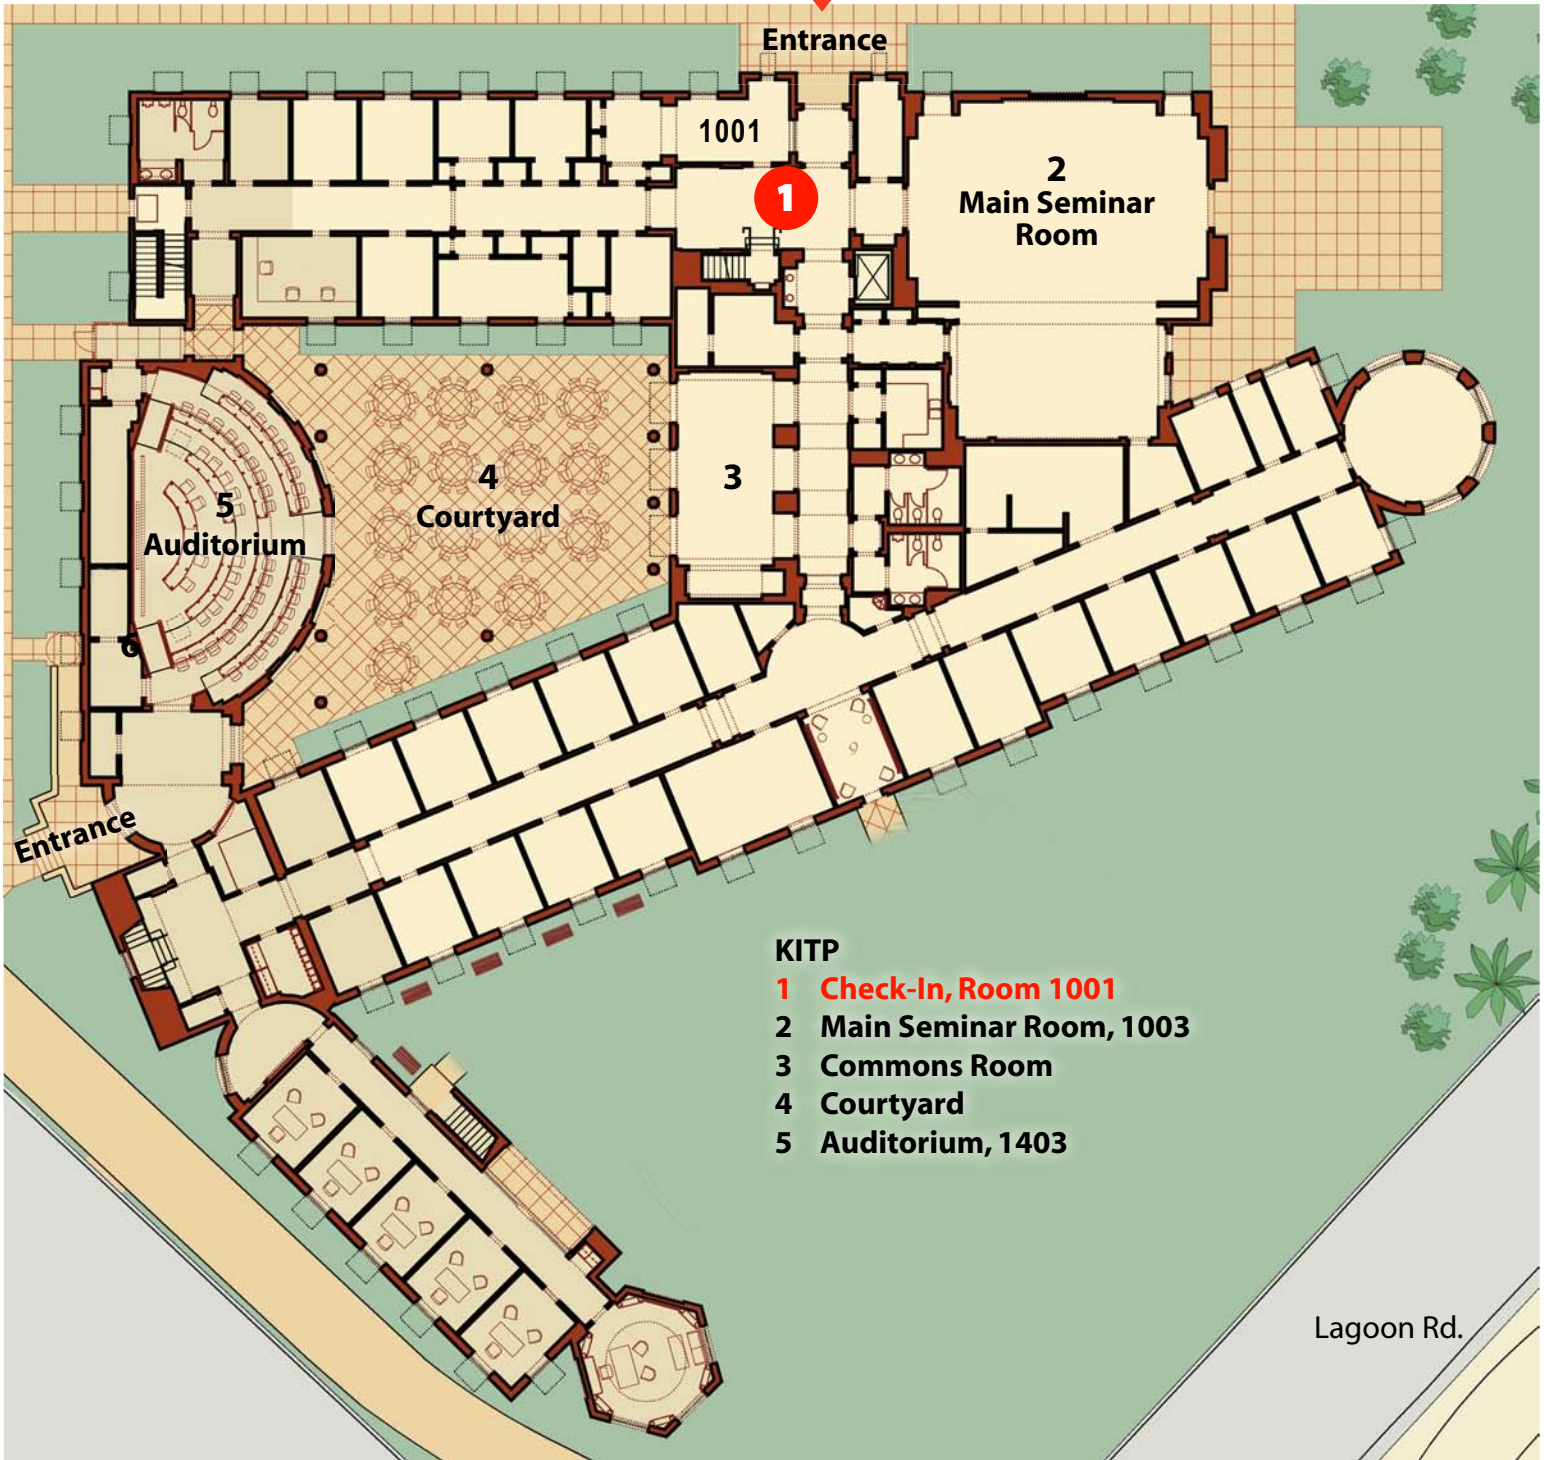 Entrance
1001
1
2
Main Seminar
Room
4
Courtyard
3
5
Auditorium
6
Entrance
KITP
1 Check-In, Room 1001
2 Main Seminar Room, 1003
3 Commons Room
4 Courtyard
5 Auditorium, 1403
Lagoon Rd.